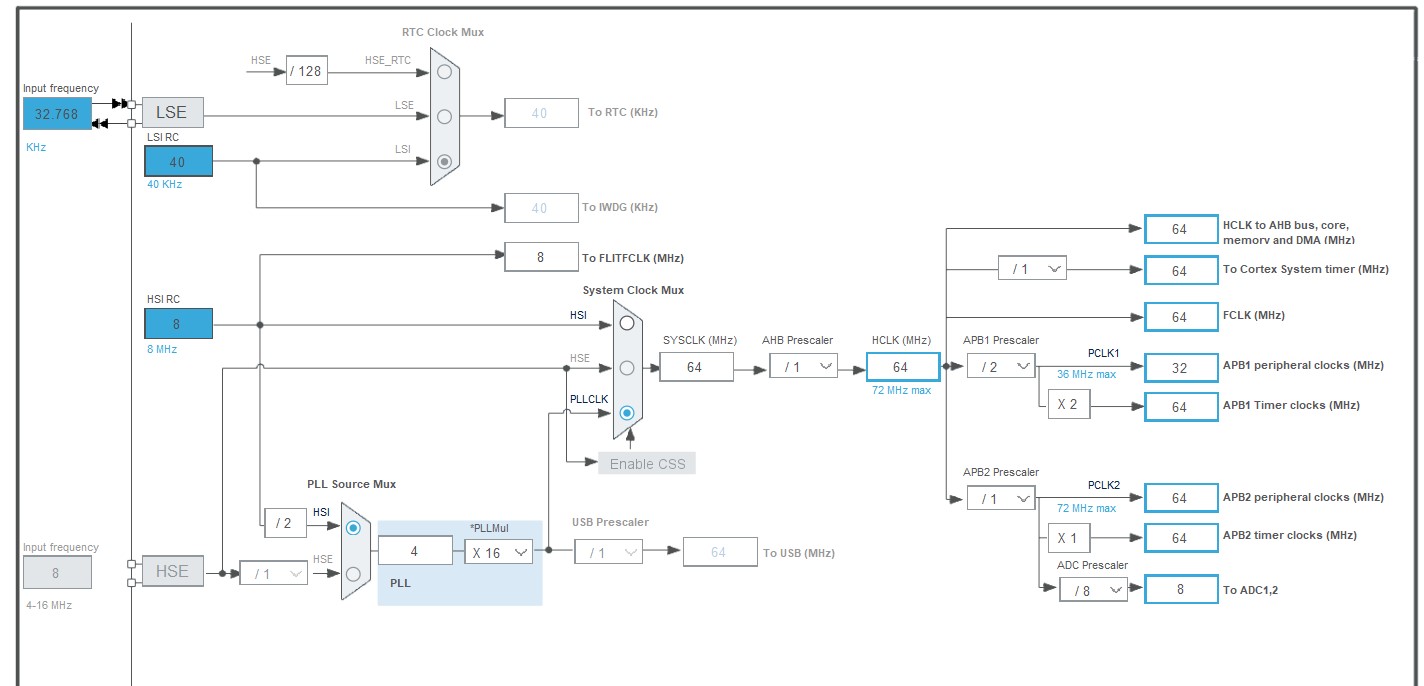 RTC Clock Mux
HSE
/ 128
HSE_RTC
Input frequency
32.768
KHz
LSE
LSE
40
To RTC (KHz)
LSI RC
40
40 KHz
LSI
40
To IWDG (KHz)
8
To FLITFCLK (MHz)
HSI RC
8
8 MHz
System Clock Mux
HSI
HSE
PLLCLK
Enable CSS
SYSCLK (MHz)
64
AHB Prescaler
/ 1
HCLK (MHz)
64
72 MHz max
64
HCLK to AHB bus, core,
memory and DMA (MHz)
/ 1
64
To Cortex System timer (MHz)
64
FCLK (MHz)
APB1 Prescaler
/ 2
PCLK1
36 MHz max
32
APB1 peripheral clocks (MHz)
X 2
64
APB1 Timer clocks (MHz)
APB2 Prescaler
/ 1
PCLK2
72 MHz max
64
APB2 peripheral clocks (MHz)
X 1
64
APB2 timer clocks (MHz)
ADC Prescaler
/ 8
8
To ADC1,2
PLL Source Mux
/ 2
HSI
Input frequency
8
4-16 MHz
HSE
/ 1
HSE
4
*PLLMul
X 16
PLL
USB Prescaler
/ 1
64
To USB (MHz)